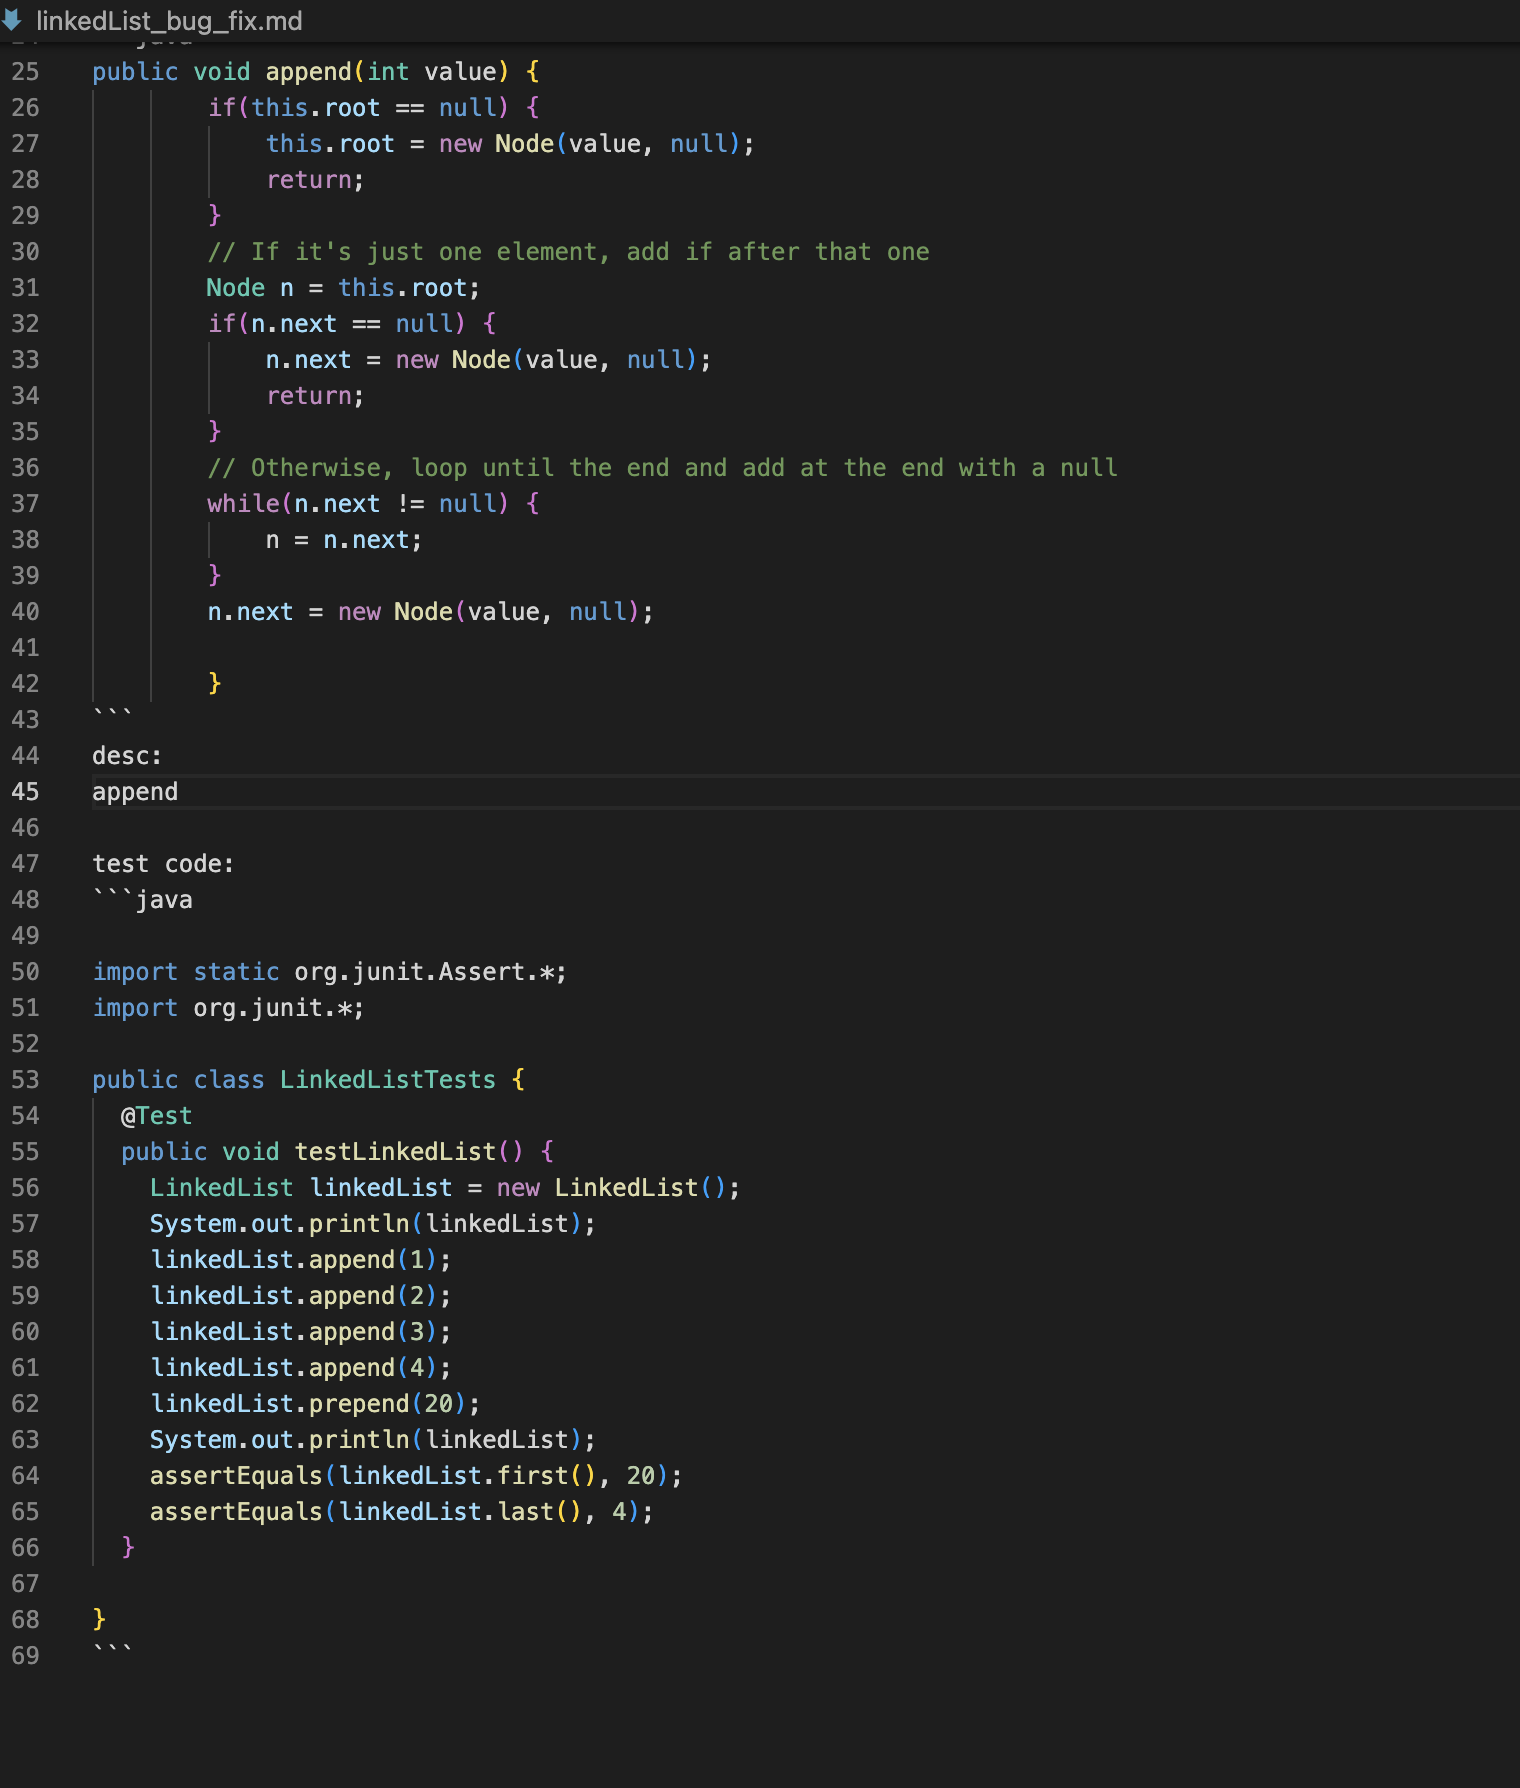 linkedList_bug_fix.md
25 public void append(int value) {
26 if(this.root == null) {
27 this.root = new Node(value, null);
28 return;
29 }
30 // If it's just one element, add if after that one
31 Node n = this.root;
32 if(n.next == null) {
33 n.next = new Node(value, null);
34 return;
35 }
36 // Otherwise, loop until the end and add at the end with a null
37 while(n.next != null) {
38 n = n.next;
39 }
40 n.next = new Node(value, null);
41
42 }
43 ```
44 desc:
45 append
46
47 test code:
48 ```java
49
50 import static org.junit.Assert.*;
51 import org.junit.*;
52
53 public class LinkedListTests {
54 @Test
55 public void testLinkedList() {
56 LinkedList linkedList = new LinkedList();
57 System.out.println(linkedList);
58 linkedList.append(1);
59 linkedList.append(2);
60 linkedList.append(3);
61 linkedList.append(4);
62 linkedList.prepend(20);
63 System.out.println(linkedList);
64 assertEquals(linkedList.first(), 20);
65 assertEquals(linkedList.last(), 4);
66 }
67
68 }
69 ```